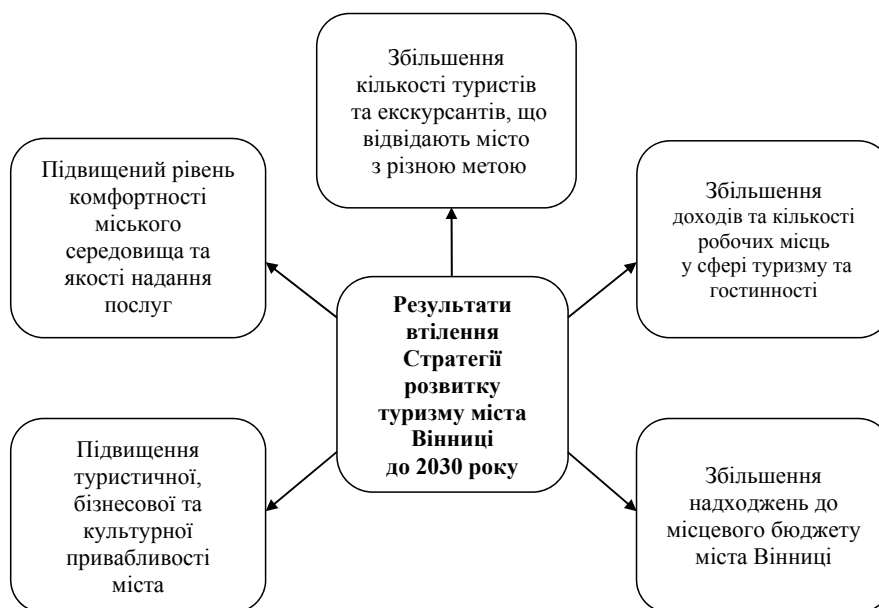 Збільшення
кількості туристів
та екскурсантів, що
відвідають місто
з різною метою
Підвищений рівень
комфортності
міського
середовища та
якості надання
послуг
Збільшення
доходів та кількості
робочих місць
у сфері туризму та
гостинності
Результати
втілення
Стратегії
розвитку
туризму міста
Вінниці
до 2030 року
Підвищення
туристичної,
бізнесової та
культурної
привабливості
міста
Збільшення
надходжень до
місцевого бюджету
міста Вінниці